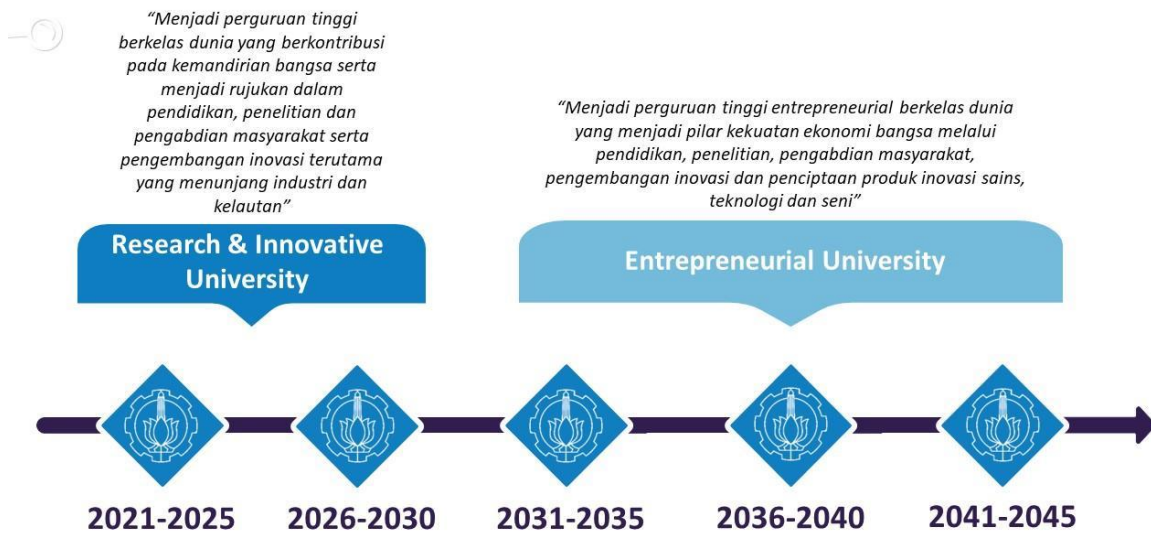 “Menjadi perguruan tinggi
berkelas dunia yang berkontribusi
pada kemandirian bangsa serta
menjadi rujukan dalam
pendidikan, penelitian dan
pengabdian masyarakat serta
pengembangan inovasi terutama
yang menunjang industri dan
kelautan”
Research & Innovative
University
“Menjadi perguruan tinggi entrepreneurial berkelas dunia
yang menjadi pilar kekuatan ekonomi bangsa melalui
pendidikan, penelitian, pengabdian masyarakat,
pengembangan inovasi dan penciptaan produk inovasi sains,
teknologi dan seni”
Entrepreneurial University
2021-2025
2026-2030
2031-2035
2036-2040
2041-2045